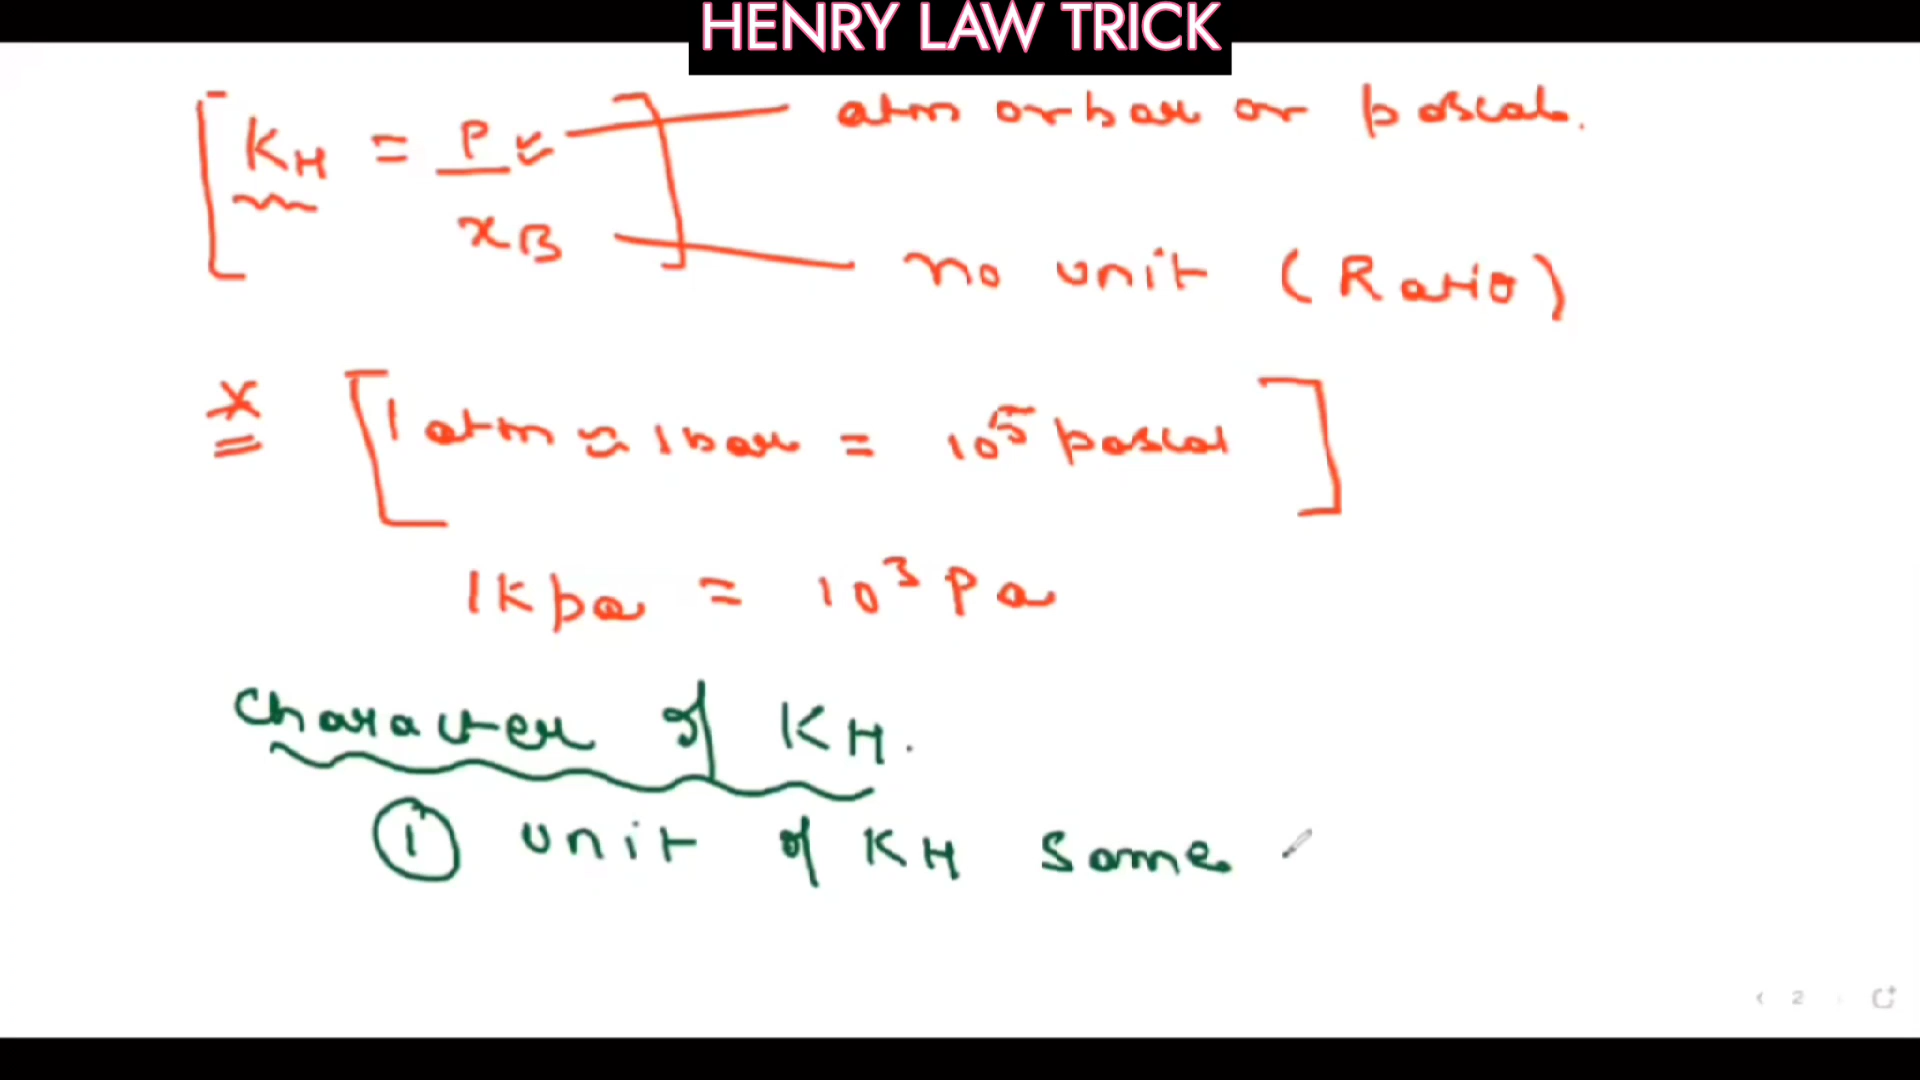 HENRY LAW TRICK
KH = P atm or bar or pascal.
xB no unit (Ratio)
1 atm ≈ 1 bar = 10⁵ pascal
1 kpa = 10³ Pa
Character of KH.
① unit of KH same
2